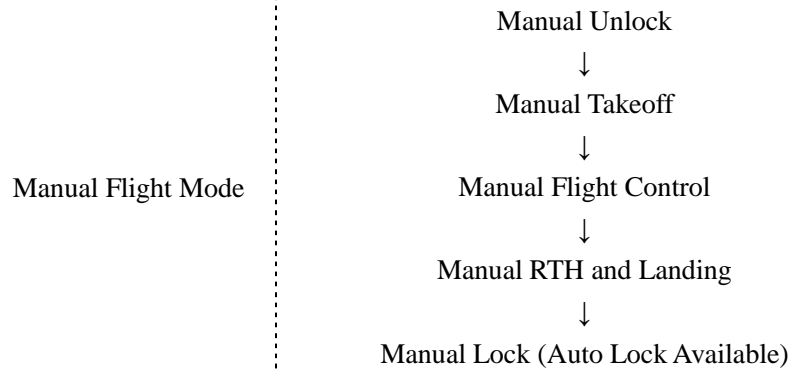 Manual Flight Mode
Manual Unlock
↓
Manual Takeoff
↓
Manual Flight Control
↓
Manual RTH and Landing
↓
Manual Lock (Auto Lock Available)